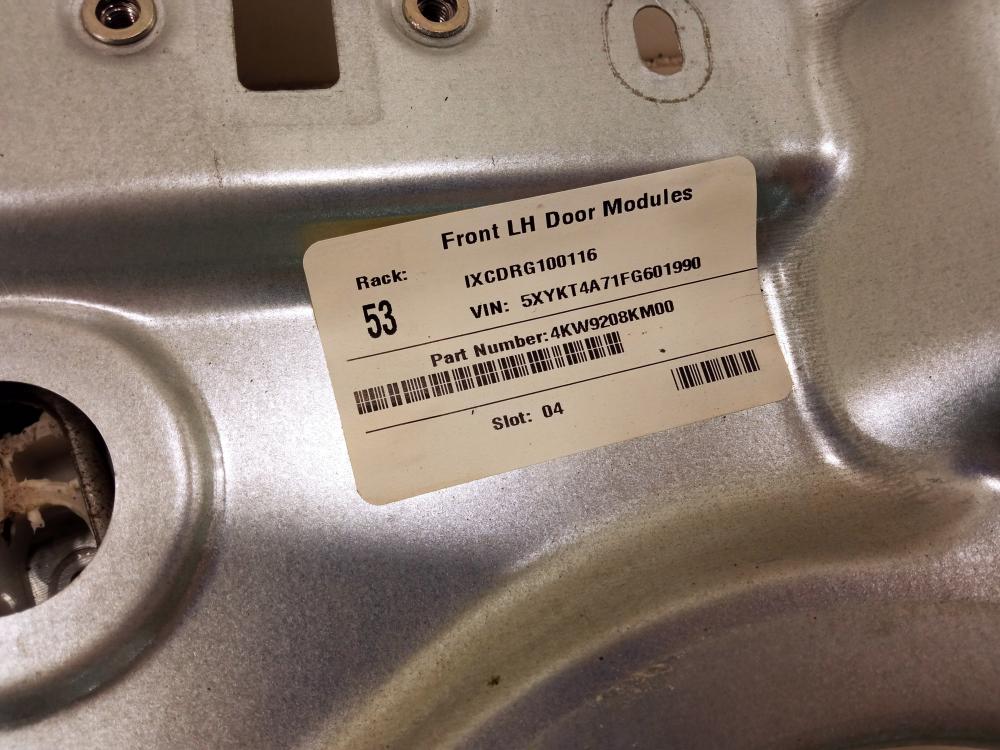 Front LH Door Modules
Rack:
IXCDRG100116
53
VIN: 5XYKT4A71FG601990
Part Number:4KW9208KM00
Slot: 04